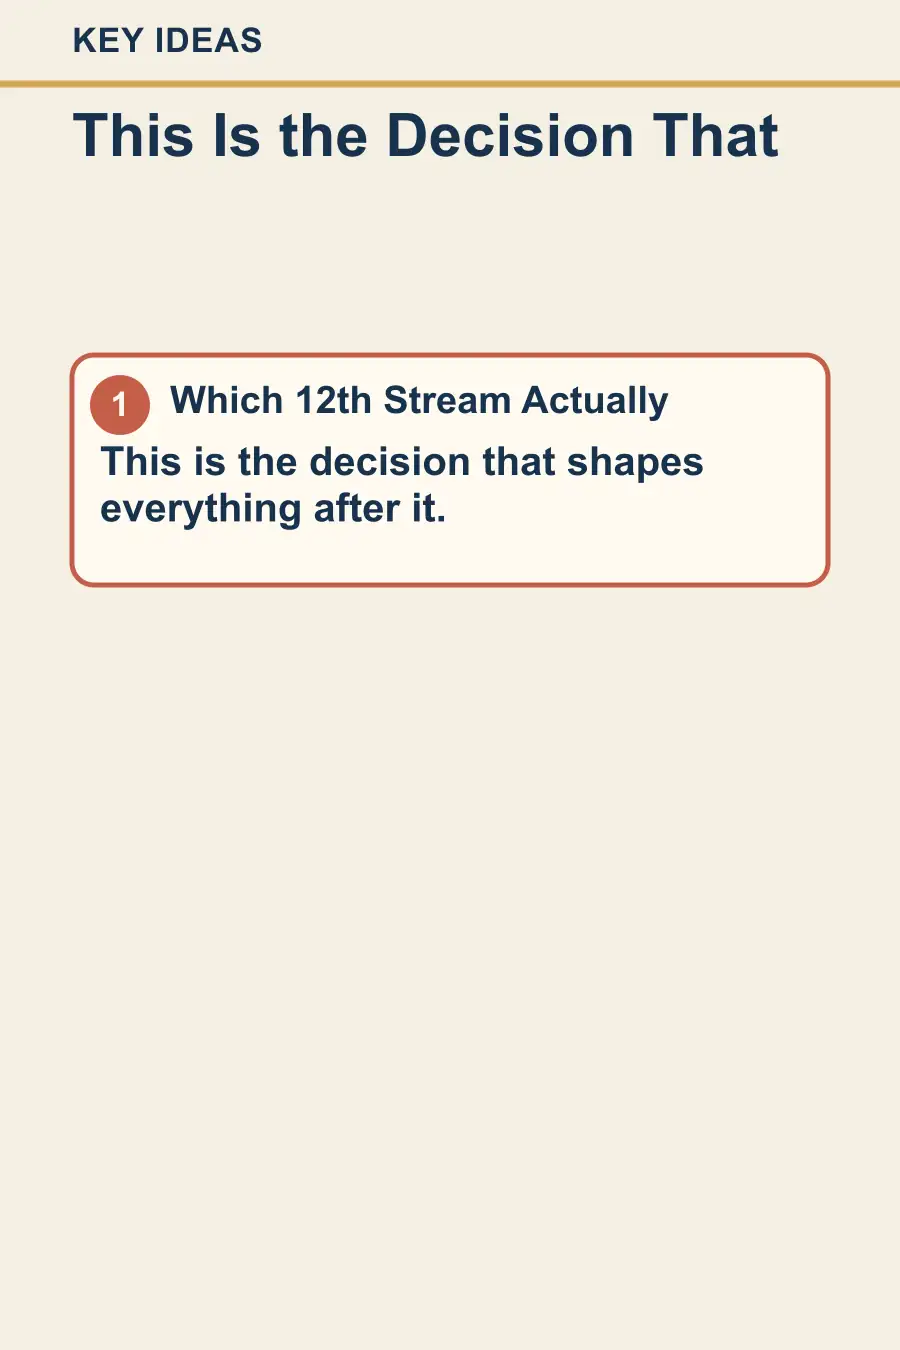 KEY IDEAS
This Is the Decision That
1 Which 12th Stream Actually
This is the decision that shapes
everything after it.